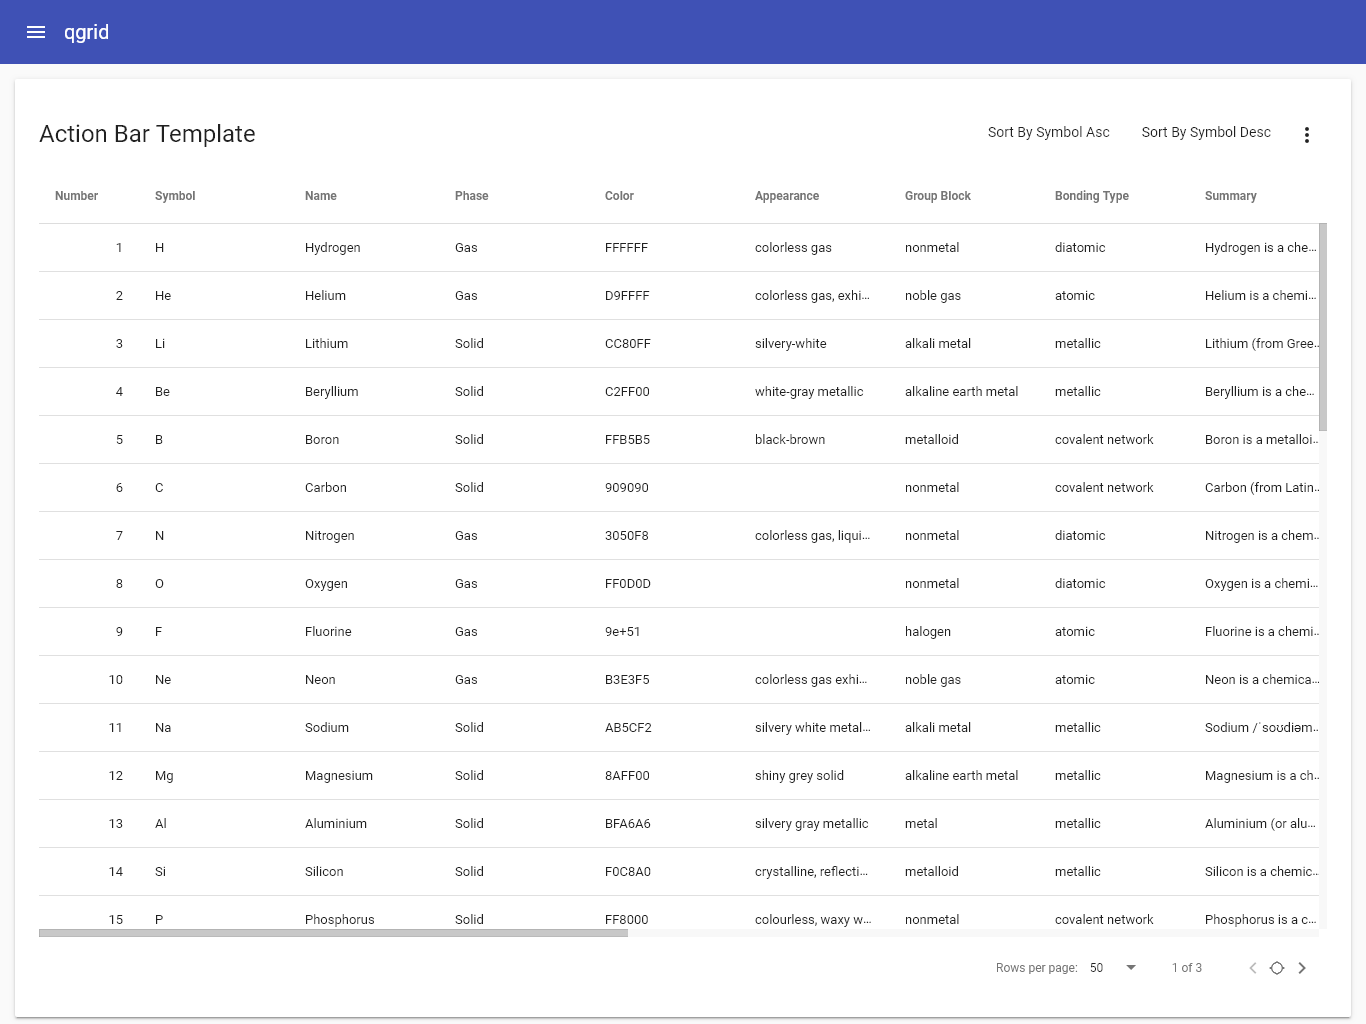 qgrid
Action Bar Template
Sort By Symbol Asc Sort By Symbol Desc
Number Symbol Name Phase Color Appearance Group Block Bonding Type Summary
1 H Hydrogen Gas FFFFFF colorless gas nonmetal diatomic Hydrogen is a che...
2 He Helium Gas D9FFFF colorless gas, exhi... noble gas atomic Helium is a chemi...
3 Li Lithium Solid CC80FF silvery-white alkali metal metallic Lithium (from Gree...
4 Be Beryllium Solid C2FF00 white-gray metallic alkaline earth metal metallic Beryllium is a che...
5 B Boron Solid FFB5B5 black-brown metalloid covalent network Boron is a metalloi...
6 C Carbon Solid 909090 nonmetal covalent network Carbon (from Latin...
7 N Nitrogen Gas 3050F8 colorless gas, liqui... nonmetal diatomic Nitrogen is a chem...
8 O Oxygen Gas FF0D0D nonmetal diatomic Oxygen is a chemi...
9 F Fluorine Gas 9e+51 halogen atomic Fluorine is a chemi...
10 Ne Neon Gas B3E3F5 colorless gas exhi... noble gas atomic Neon is a chemica...
11 Na Sodium Solid AB5CF2 silvery white metal... alkali metal metallic Sodium /ˈsoʊdiəm...
12 Mg Magnesium Solid 8AFF00 shiny grey solid alkaline earth metal metallic Magnesium is a ch...
13 Al Aluminium Solid BFA6A6 silvery gray metallic metal metallic Aluminium (or alu...
14 Si Silicon Solid F0C8A0 crystalline, reflecti... metalloid metallic Silicon is a chemic...
15 P Phosphorus Solid FF8000 colourless, waxy w... nonmetal covalent network Phosphorus is a c...
Rows per page: 50 1 of 3